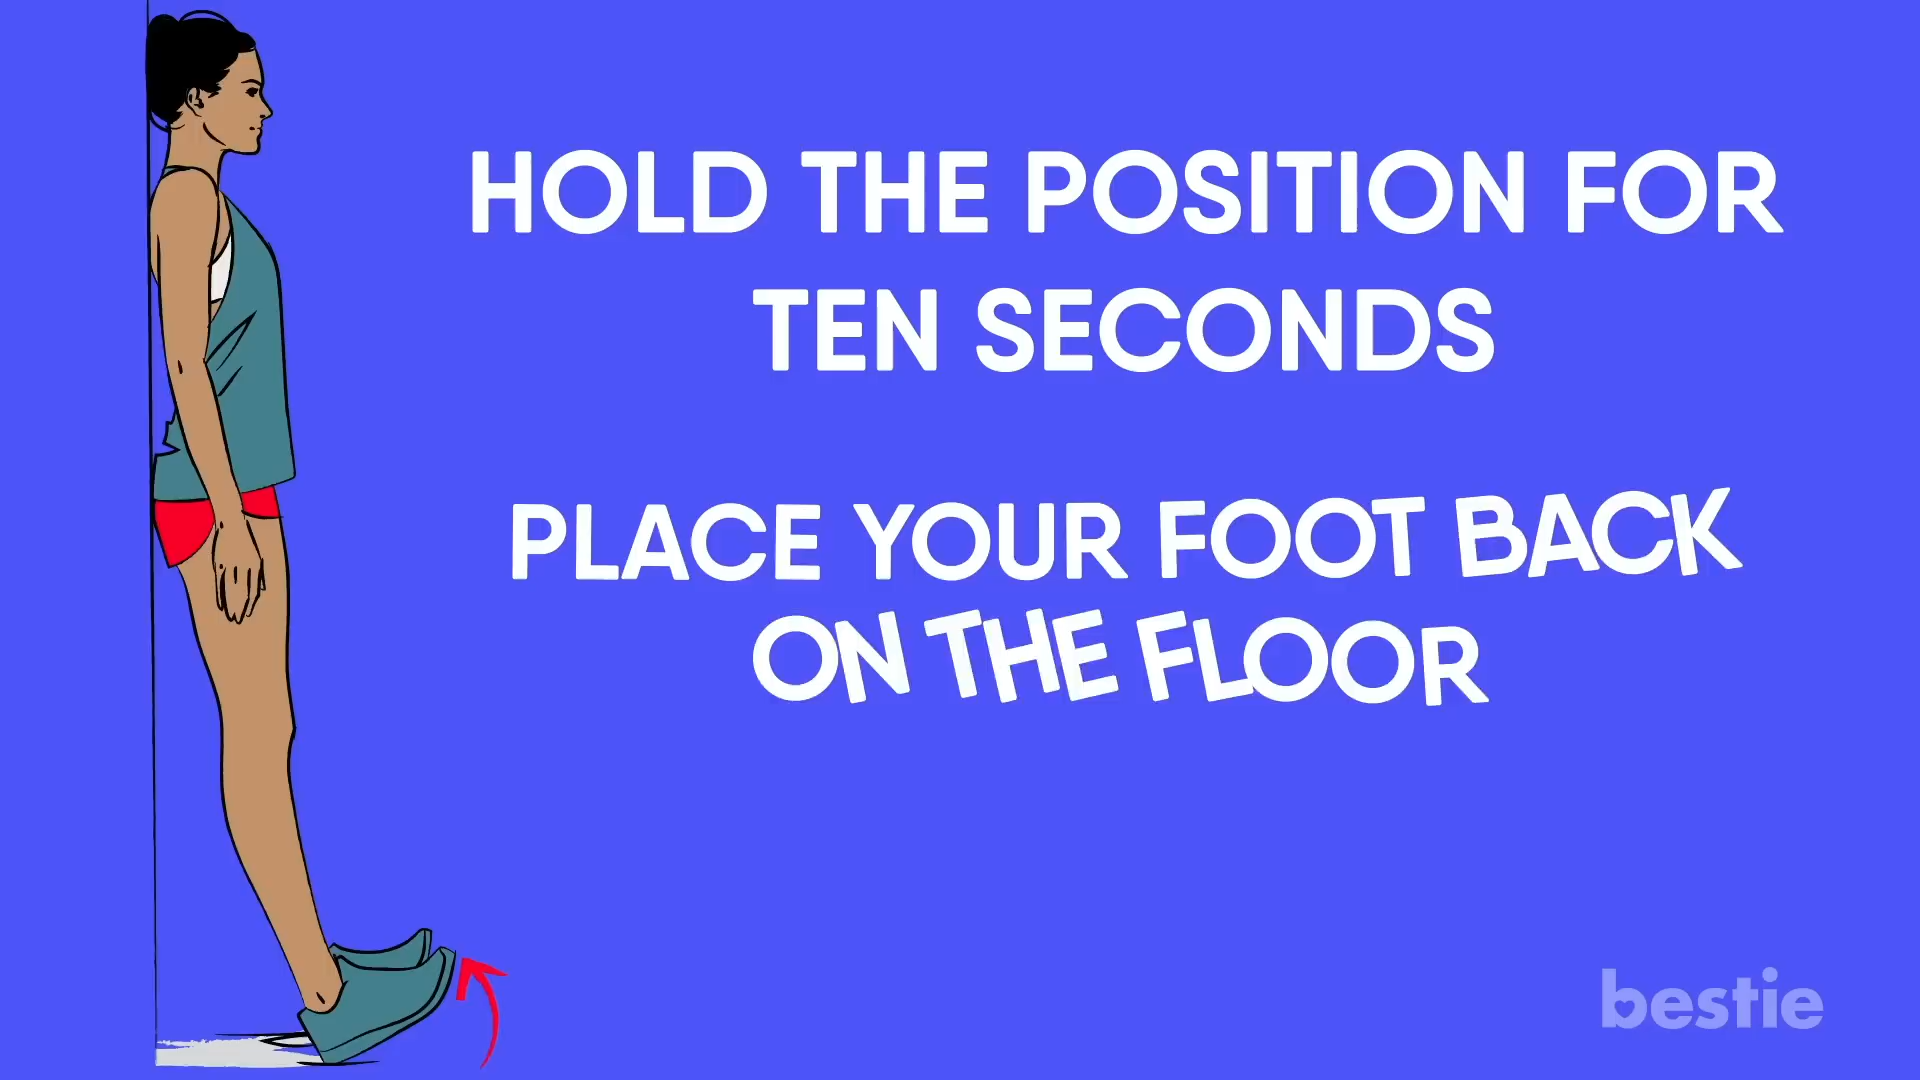 HOLD THE POSITION FOR
TEN SECONDS
PLACE YOUR FOOT BACK
ON THE FLOOR
bestie